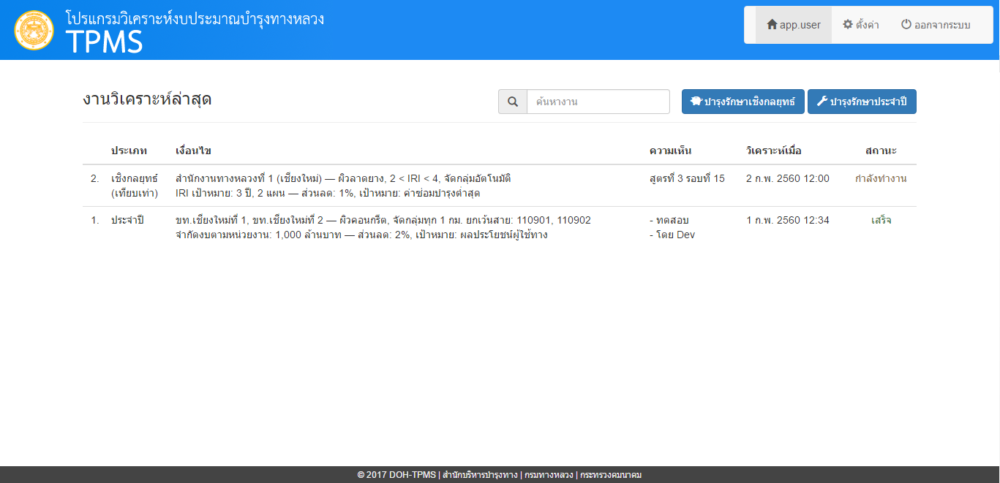 โปรแกรมวิเคราะห์งบประมาณบำรุงทางหลวง
TPMS
app.user ตั้งค่า ออกจากระบบ
งานวิเคราะห์ล่าสุด
ค้นหางาน
บำรุงรักษาเชิงกลยุทธ์ บำรุงรักษาประจำปี
ประเภท เงื่อนไข ความเห็น วิเคราะห์เมื่อ สถานะ
2. เชิงกลยุทธ์ สำนักงานทางหลวงที่ 1 (เชียงใหม่) — ผิวลาดยาง, 2 < IRI < 4, จัดกลุ่มอัตโนมัติ สูตรที่ 3 รอบที่ 15 2 ก.พ. 2560 12:00 กำลังทำงาน
(เทียบเท่า) IRI เป้าหมาย: 3 ปี, 2 แผน — ส่วนลด: 1%, เป้าหมาย: ค่าซ่อมบำรุงต่ำสุด
1. ประจำปี ขท.เชียงใหม่ที่ 1, ขท.เชียงใหม่ที่ 2 — ผิวคอนกรีต, จัดกลุ่มทุก 1 กม. ยกเว้นสาย: 110901, 110902 - ทดสอบ 1 ก.พ. 2560 12:34 เสร็จ
จำกัดงบตามหน่วยงาน: 1,000 ล้านบาท — ส่วนลด: 2%, เป้าหมาย: ผลประโยชน์ผู้ใช้ทาง - โดย Dev
© 2017 DOH-TPMS | สำนักบริหารบำรุงทาง | กรมทางหลวง | กระทรวงคมนาคม